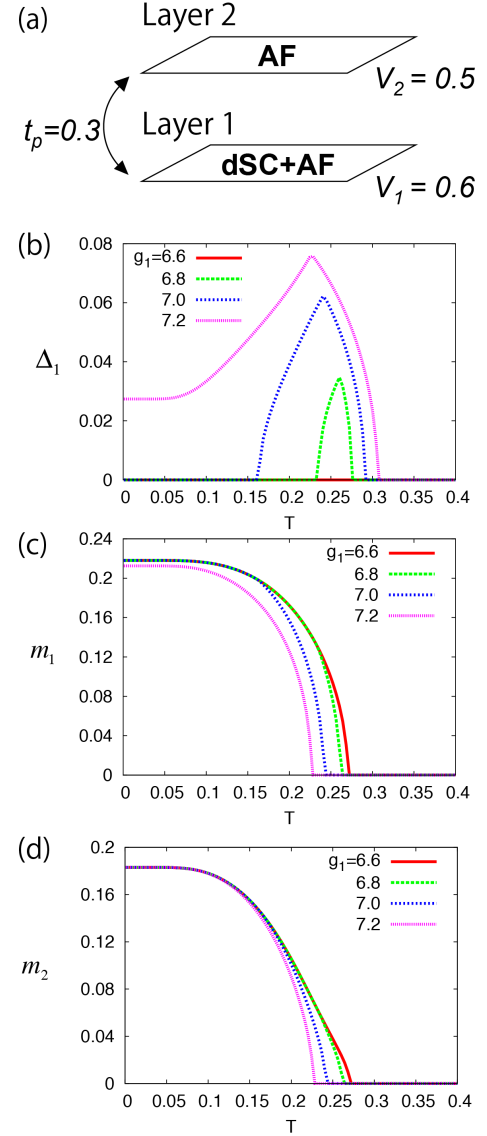 (a)
Layer 2
AF
V₂ = 0.5
tₚ=0.3
Layer 1
dSC+AF
V₁ = 0.6
(b)
0.08
0.06
0.04
0.02
0
Δ₁
g₁=6.6
6.8
7.0
7.2
0 0.05 0.1 0.15 0.2 0.25 0.3 0.35 0.4
T
(c)
0.24
0.2
0.16
0.12
0.08
0.04
0
m₁
g₁=6.6
6.8
7.0
7.2
0 0.05 0.1 0.15 0.2 0.25 0.3 0.35 0.4
T
(d)
0.2
0.16
0.12
0.08
0.04
0
m₂
g₁=6.6
6.8
7.0
7.2
0 0.05 0.1 0.15 0.2 0.25 0.3 0.35 0.4
T